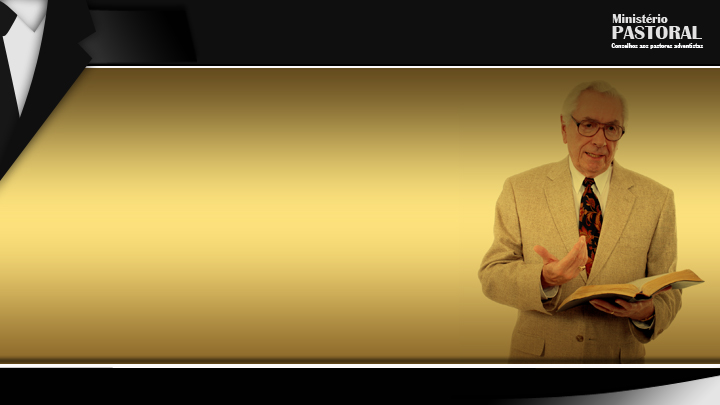 Ministério
PASTORAL
Conselhos aos pastores adventistas